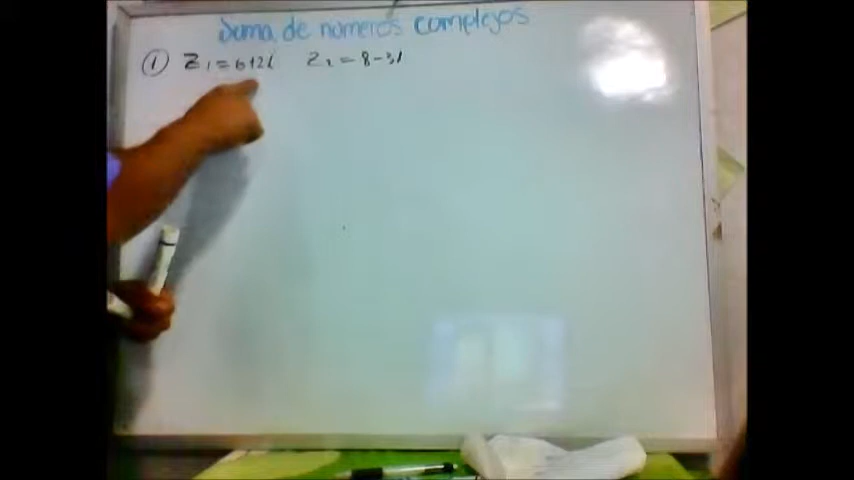 Suma de números complejos
① Z₁ = 6+2i Z₂ = 8-3i